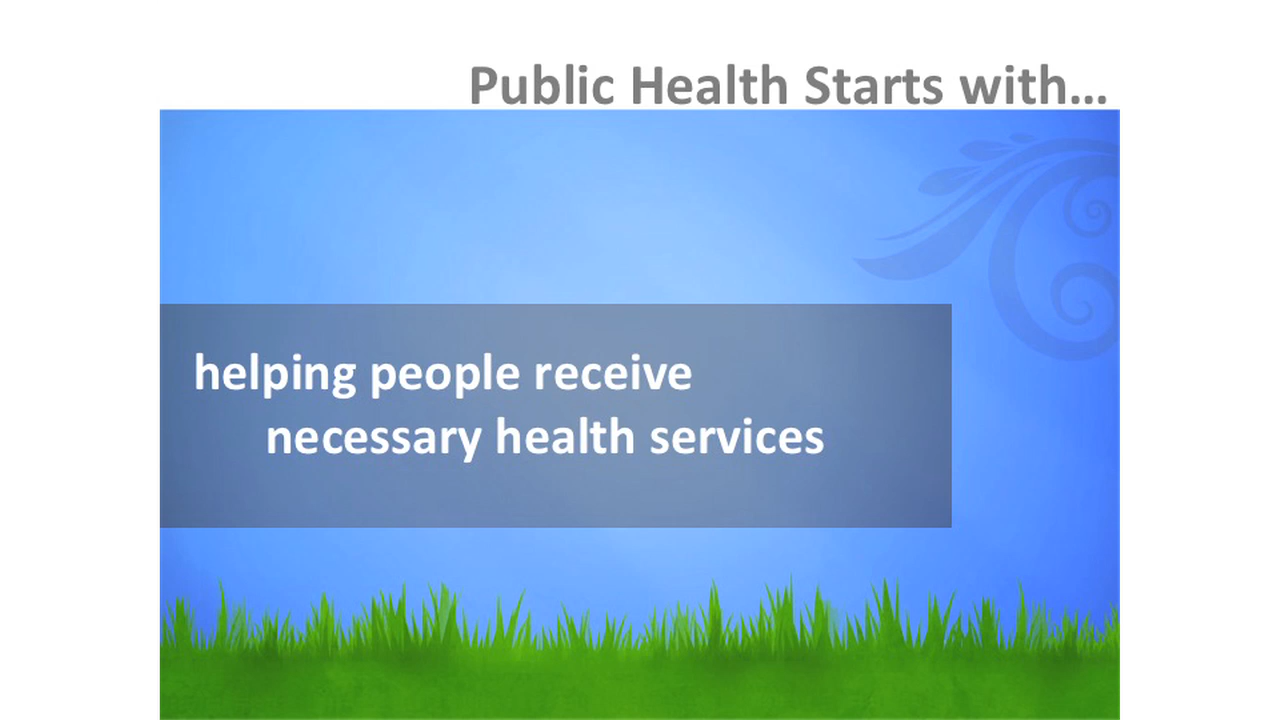 Public Health Starts with…
helping people receive
necessary health services